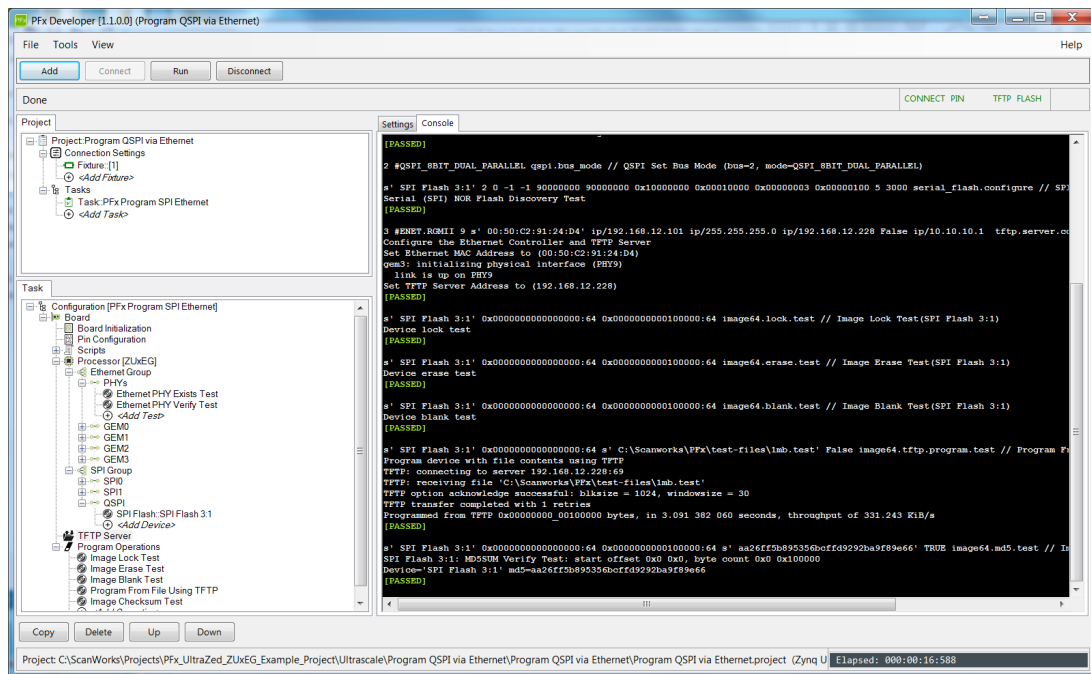 PFx Developer [1.1.0.0] (Program QSPI via Ethernet)
File Tools View Help
Add Connect Run Disconnect
Done CONNECT PIN TFTP FLASH
Project
Project:Program QSPI via Ethernet
Connection Settings
Fixture::[1]
<Add Fixture>
Tasks
Task::PFx Program SPI Ethernet
<Add Task>
Task
Configuration [PFx Program SPI Ethernet]
Board
Board Initialization
Pin Configuration
Scripts
Processor [ZUxEG]
Ethernet Group
PHYs
Ethernet PHY Exists Test
Ethernet PHY Verify Test
<Add Test>
GEM0
GEM1
GEM2
GEM3
SPI Group
SPI0
SPI1
QSPI
SPI Flash::SPI Flash 3:1
<Add Device>
TFTP Server
Program Operations
Image Lock Test
Image Erase Test
Image Blank Test
Program From File Using TFTP
Image Checksum Test
Settings Console
[PASSED]
2 #QSPI_8BIT_DUAL_PARALLEL qspi.bus_mode // QSPI Set Bus Mode (bus=2, mode=QSPI_8BIT_DUAL_PARALLEL)
s' SPI Flash 3:1' 2 0 -1 -1 90000000 90000000 0x10000000 0x00010000 0x00000003 0x00000100 5 3000 serial_flash.configure // SPI
Serial (SPI) NOR Flash Discovery Test
[PASSED]
3 #ENET.RGMII 9 s' 00:50:C2:91:24:D4' ip/192.168.12.101 ip/255.255.255.0 ip/192.168.12.228 False ip/10.10.10.1 tftp.server.co
Configure the Ethernet Controller and TFTP Server
Set Ethernet MAC Address to (00:50:C2:91:24:D4)
gem3: initializing physical interface (PHY9)
link is up on PHY9
Set TFTP Server Address to (192.168.12.228)
[PASSED]
s' SPI Flash 3:1' 0x0000000000000000:64 0x0000000000100000:64 image64.lock.test // Image Lock Test(SPI Flash 3:1)
Device lock test
[PASSED]
s' SPI Flash 3:1' 0x0000000000000000:64 0x0000000000100000:64 image64.erase.test // Image Erase Test(SPI Flash 3:1)
Device erase test
[PASSED]
s' SPI Flash 3:1' 0x0000000000000000:64 0x0000000000100000:64 image64.blank.test // Image Blank Test(SPI Flash 3:1)
Device blank test
[PASSED]
s' SPI Flash 3:1' 0x0000000000000000:64 s' C:\Scanworks\PFx\test-files\1mb.test' False image64.tftp.program.test // Program Fr
Program device with file contents using TFTP
TFTP: connecting to server 192.168.12.228:69
TFTP: receiving file 'C:\Scanworks\PFx\test-files\1mb.test'
TFTP option acknowledge successful: blksize = 1024, windowsize = 30
TFTP transfer completed with 1 retries
Programmed from TFTP 0x00000000_00100000 bytes, in 3.091 382 060 seconds, throughput of 331.243 KiB/s
[PASSED]
s' SPI Flash 3:1' 0x0000000000000000:64 0x0000000000100000:64 s' aa26ff5b895356bcffd9292ba9f89e66' TRUE image64.md5.test // Im
SPI Flash 3:1: MD5SUM Verify Test: start offset 0x0 0x0, byte count 0x0 0x100000
Device='SPI Flash 3:1' md5=aa26ff5b895356bcffd9292ba9f89e66
[PASSED]
Copy Delete Up Down
Project: C:\ScanWorks\Projects\PFx_UltraZed_ZUxEG_Example_Project\Ultrascale\Program QSPI via Ethernet\Program QSPI via Ethernet\Program QSPI via Ethernet.project (Zynq U Elapsed: 000:00:16:588